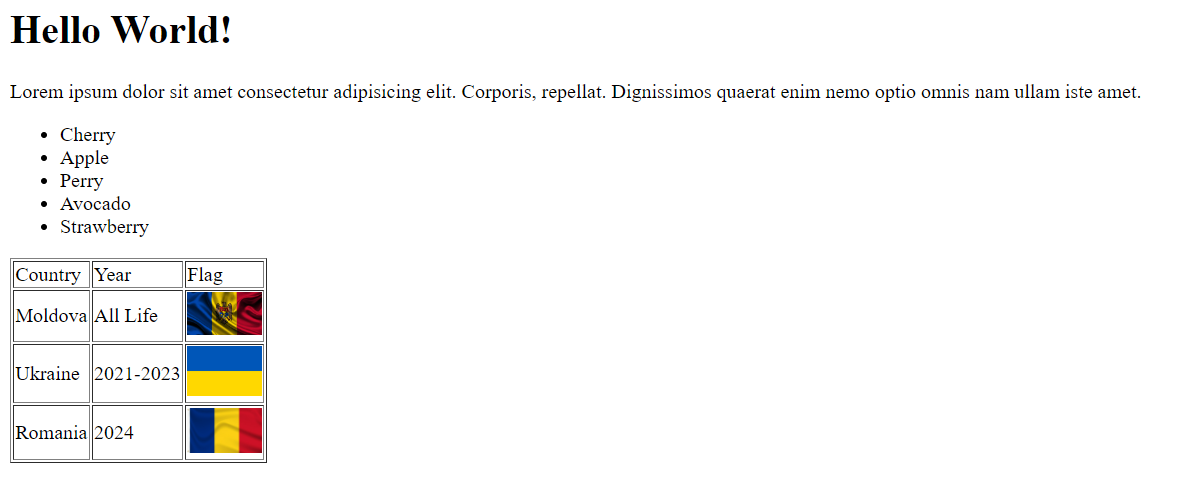 Hello World!
Lorem ipsum dolor sit amet consectetur adipisicing elit. Corporis, repellat. Dignissimos quaerat enim nemo optio omnis nam ullam iste amet.
Cherry
Apple
Perry
Avocado
Strawberry
Country Year Flag
Moldova All Life
Ukraine 2021-2023
Romania 2024